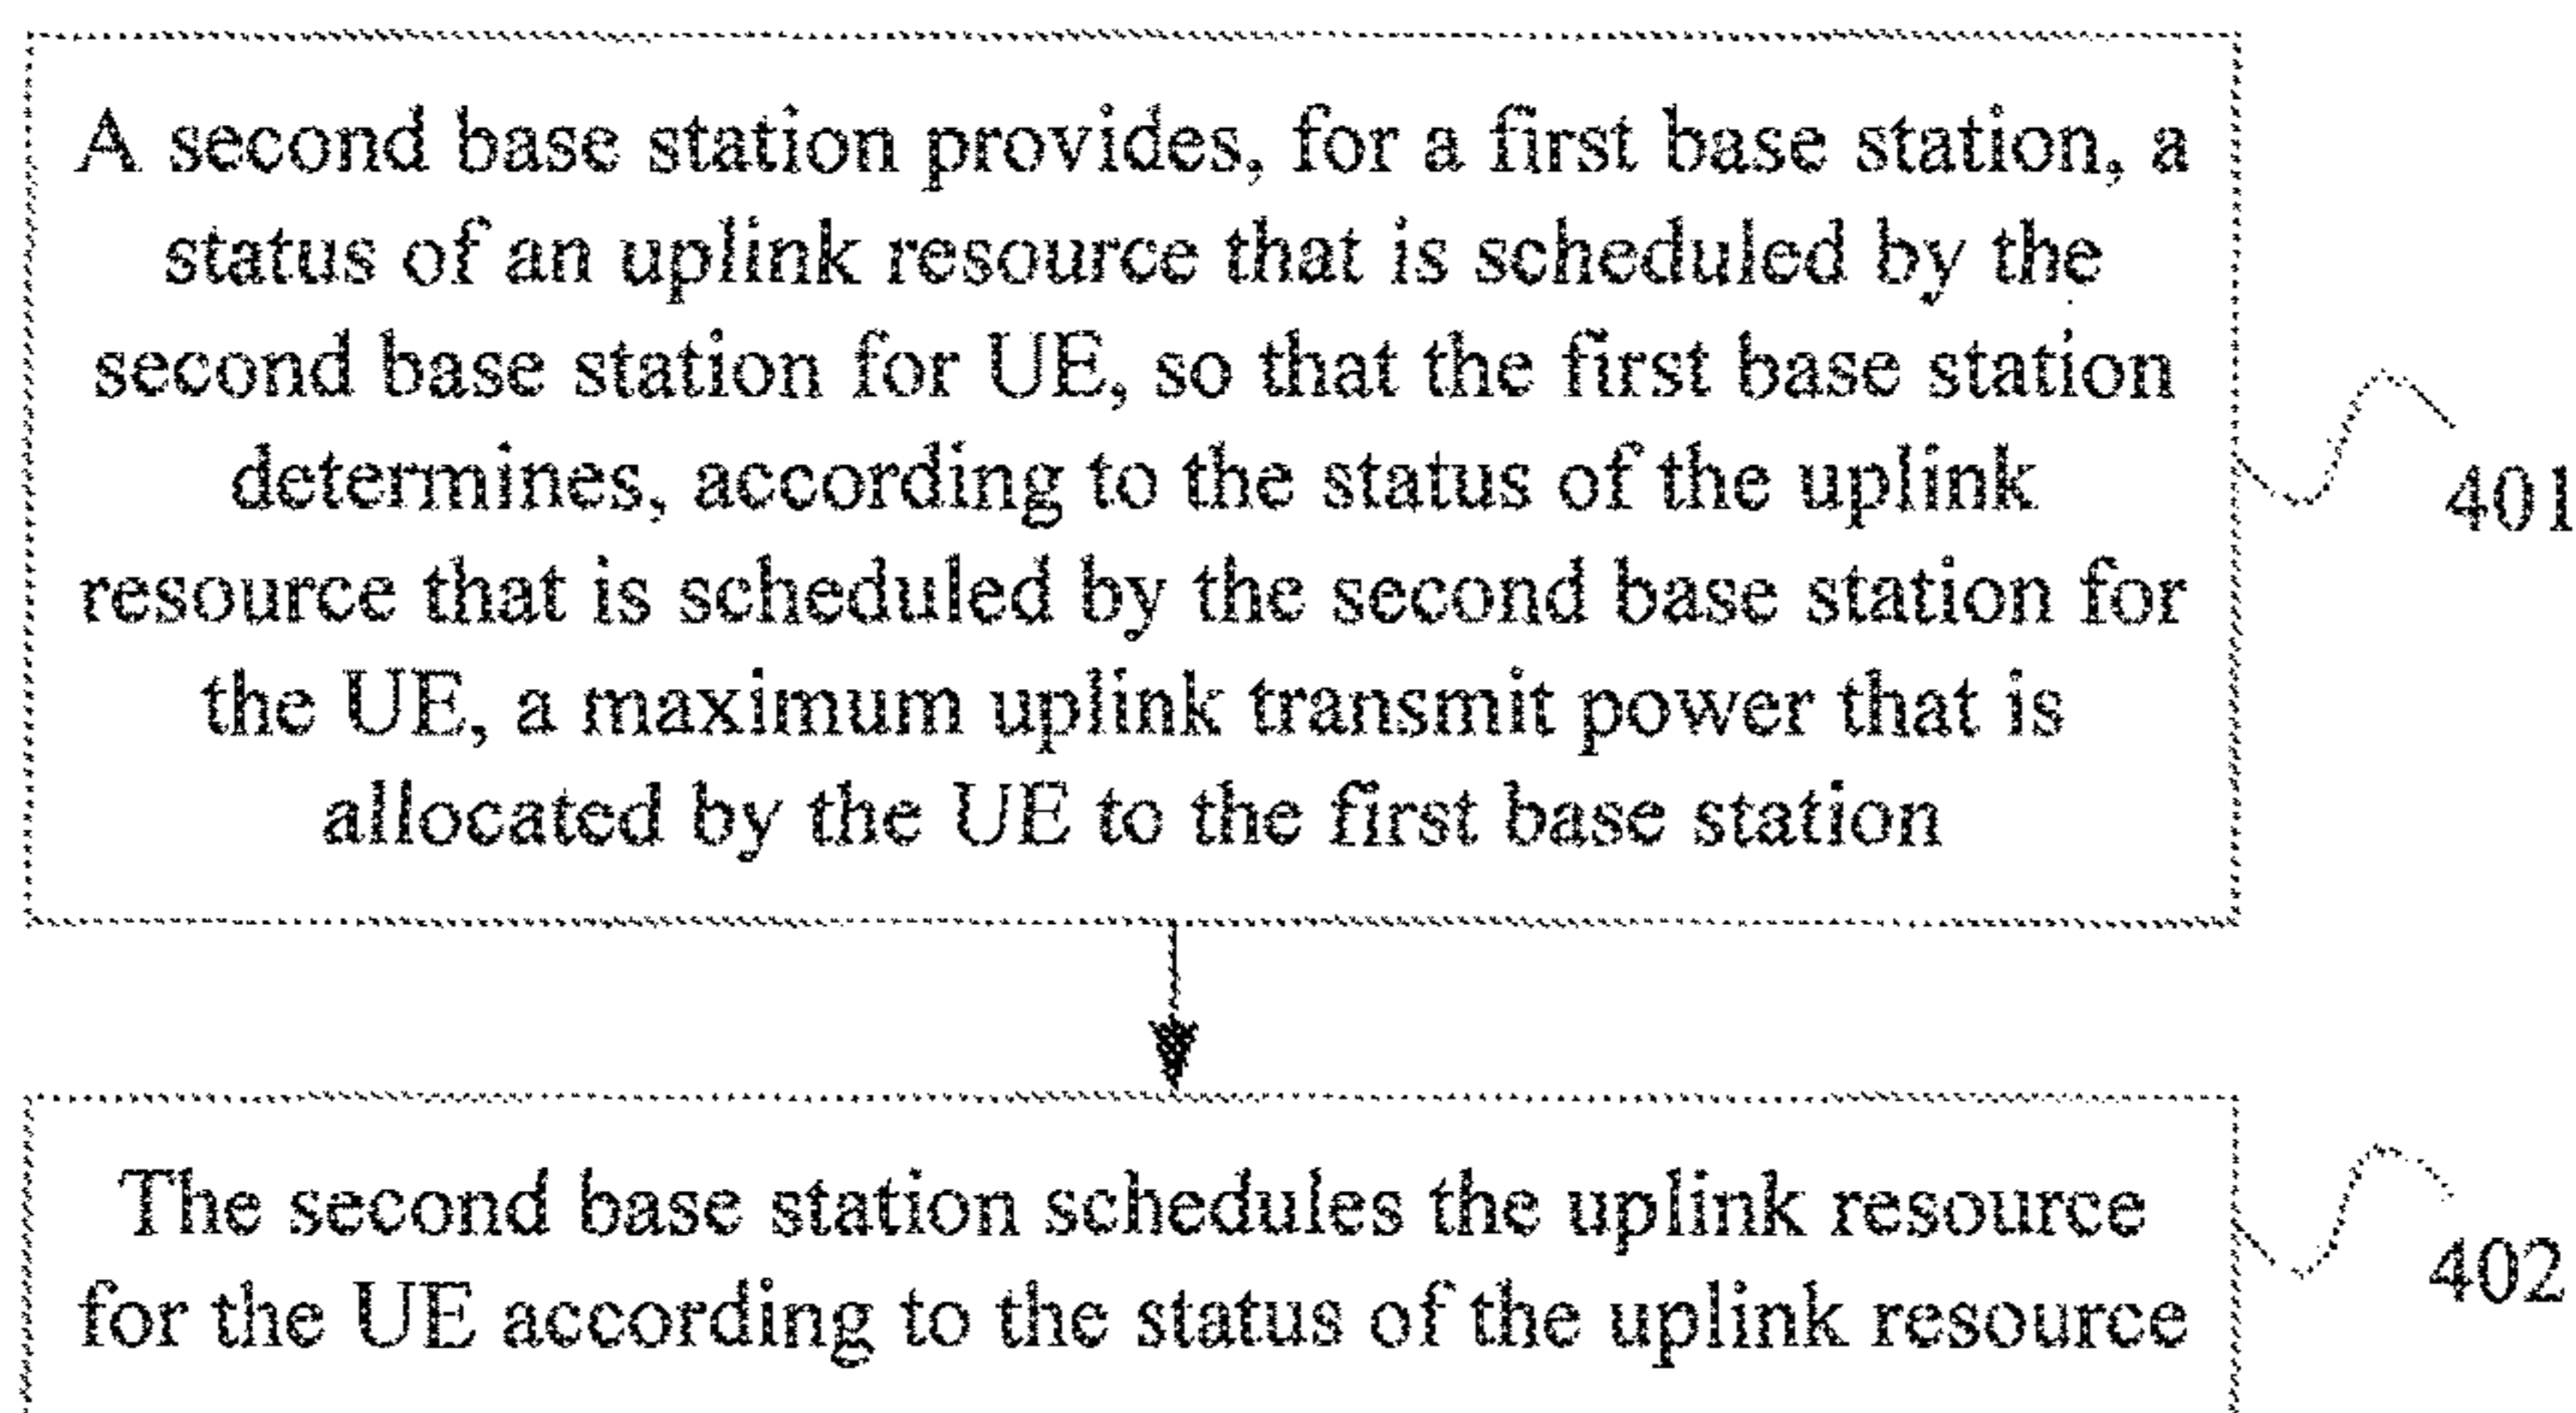 A second base station provides, for a first base station, a
status of an uplink resource that is scheduled by the
second base station for UE, so that the first base station
determines, according to the status of the uplink
resource that is scheduled by the second base station for
the UE, a maximum uplink transmit power that is
allocated by the UE to the first base station
401
The second base station schedules the uplink resource
for the UE according to the status of the uplink resource
402